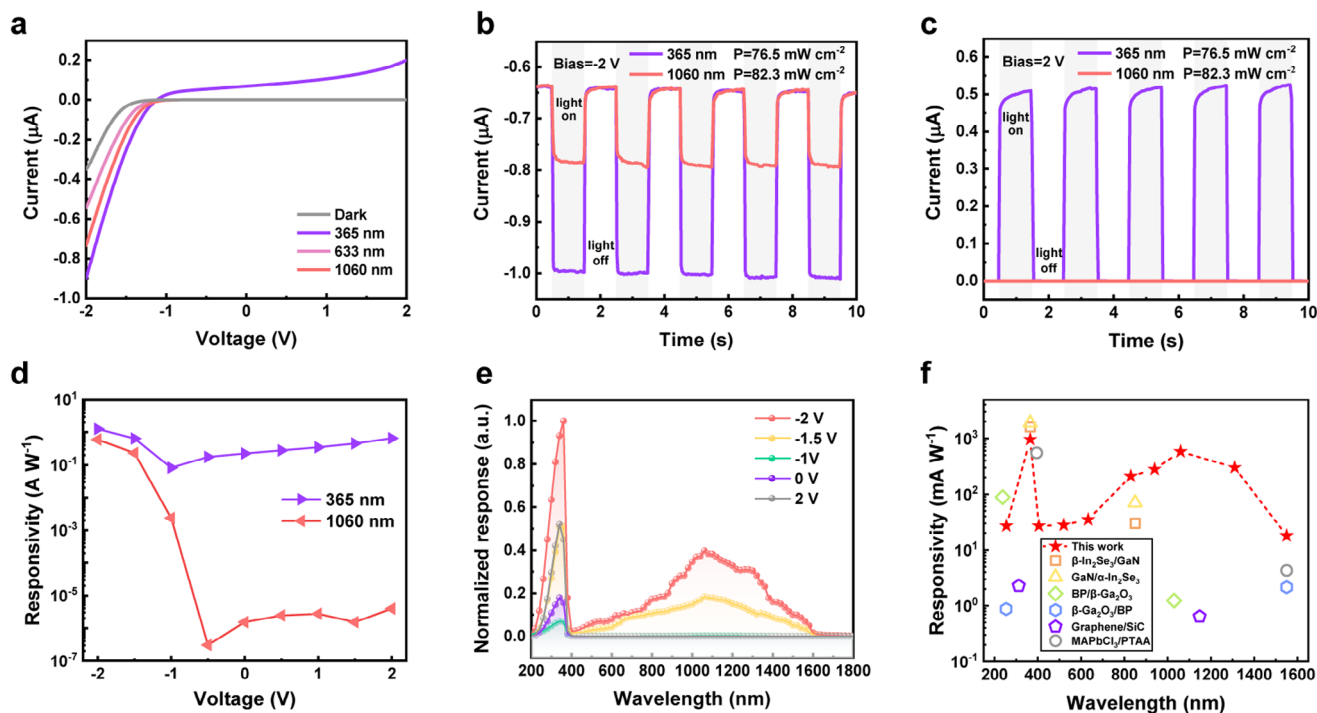 a
0.2
0.0
-0.2
-0.4
-0.6
-0.8
-1.0
Current (μA)
Dark
365 nm
633 nm
1060 nm
-2 -1 0 1 2
Voltage (V)
b
-0.6
-0.7
-0.8
-0.9
-1.0
Current (μA)
Bias=-2 V
365 nm P=76.5 mW cm⁻²
1060 nm P=82.3 mW cm⁻²
light
on
light
off
0 2 4 6 8 10
Time (s)
c
0.6
0.5
0.4
0.3
0.2
0.1
0.0
Current (μA)
Bias=2 V
365 nm P=76.5 mW cm⁻²
1060 nm P=82.3 mW cm⁻²
light
on
light
off
0 2 4 6 8 10
Time (s)
d
10¹
10⁻¹
10⁻³
10⁻⁵
10⁻⁷
Responsivity (A W⁻¹)
365 nm
1060 nm
-2 -1 0 1 2
Voltage (V)
e
1.0
0.8
0.6
0.4
0.2
0.0
Normalized response (a.u.)
-2 V
-1.5 V
-1V
0 V
2 V
200 400 600 800 1000 1200 1400 1600 1800
Wavelength (nm)
f
10³
10²
10¹
10⁰
10⁻¹
Responsivity (mA W⁻¹)
This work
β-In₂Se₃/GaN
GaN/α-In₂Se₃
BP/β-Ga₂O₃
β-Ga₂O₃/BP
Graphene/SiC
MAPbCl₃/PTAA
200 400 600 800 1000 1200 1400 1600
Wavelength (nm)